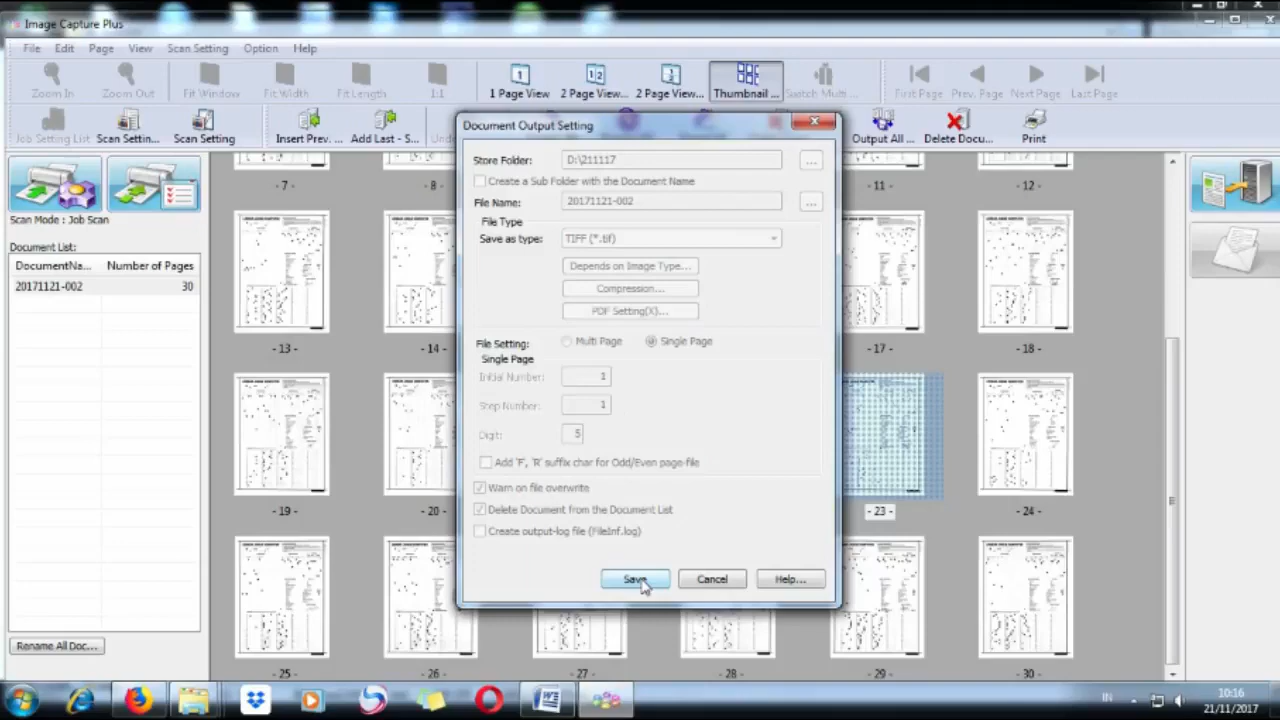 Image Capture Plus
File Edit Page View Scan Setting Option Help
Zoom In Zoom Out Fit Window Fit Width Fit Length 1:1 1 Page View 2 Page View... 2 Page View... Thumbnail ... Switch Multi ... First Page Prev. Page Next Page Last Page
Job Setting List Scan Settin... Scan Setting Insert Prev. ... Add Last - S... Output All ... Delete Docu... Print
Scan Mode : Job Scan
Document List:
DocumentNa... Number of Pages
20171121-002 30
Rename All Doc...
Document Output Setting
Store Folder: D:\211117 ...
Create a Sub Folder with the Document Name
File Name: 20171121-002 ...
File Type
Save as type: TIFF (*.tif)
Depends on Image Type...
Compression...
PDF Setting(X)...
File Setting: Multi Page Single Page
Single Page
Initial Number: 1
Step Number: 1
Digit: 5
Add 'F', 'R' suffix char for Odd/Even page-file
Warn on file overwrite
Delete Document from the Document List
Create output-log file (FileInf.log)
Save Cancel Help...
- 7 - - 8 - - 11 - - 12 -
- 13 - - 14 - - 17 - - 18 -
- 19 - - 20 - - 23 - - 24 -
- 25 - - 26 - - 27 - - 28 - - 29 - - 30 -
IN 10:16
21/11/2017